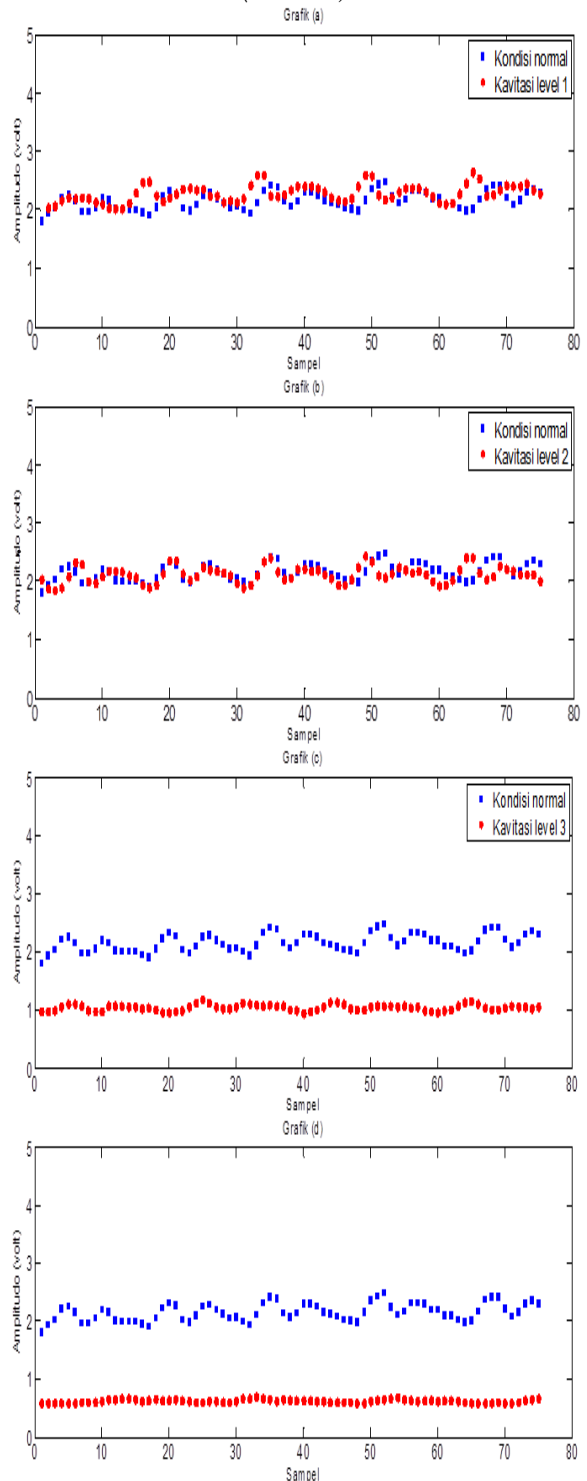 Grafik (a)
5
4
3
2
1
0
Amplitudo (volt)
Kondisi normal
Kavitasi level 1
0 10 20 30 40 50 60 70 80
Sampel
Grafik (b)
5
4
3
2
1
0
Amplitudo (volt)
Kondisi normal
Kavitasi level 2
0 10 20 30 40 50 60 70 80
Sampel
Grafik (c)
5
4
3
2
1
0
Amplitudo (volt)
Kondisi normal
Kavitasi level 3
0 10 20 30 40 50 60 70 80
Sampel
Grafik (d)
5
4
3
2
1
0
Amplitudo (volt)
0 10 20 30 40 50 60 70 80
Sampel